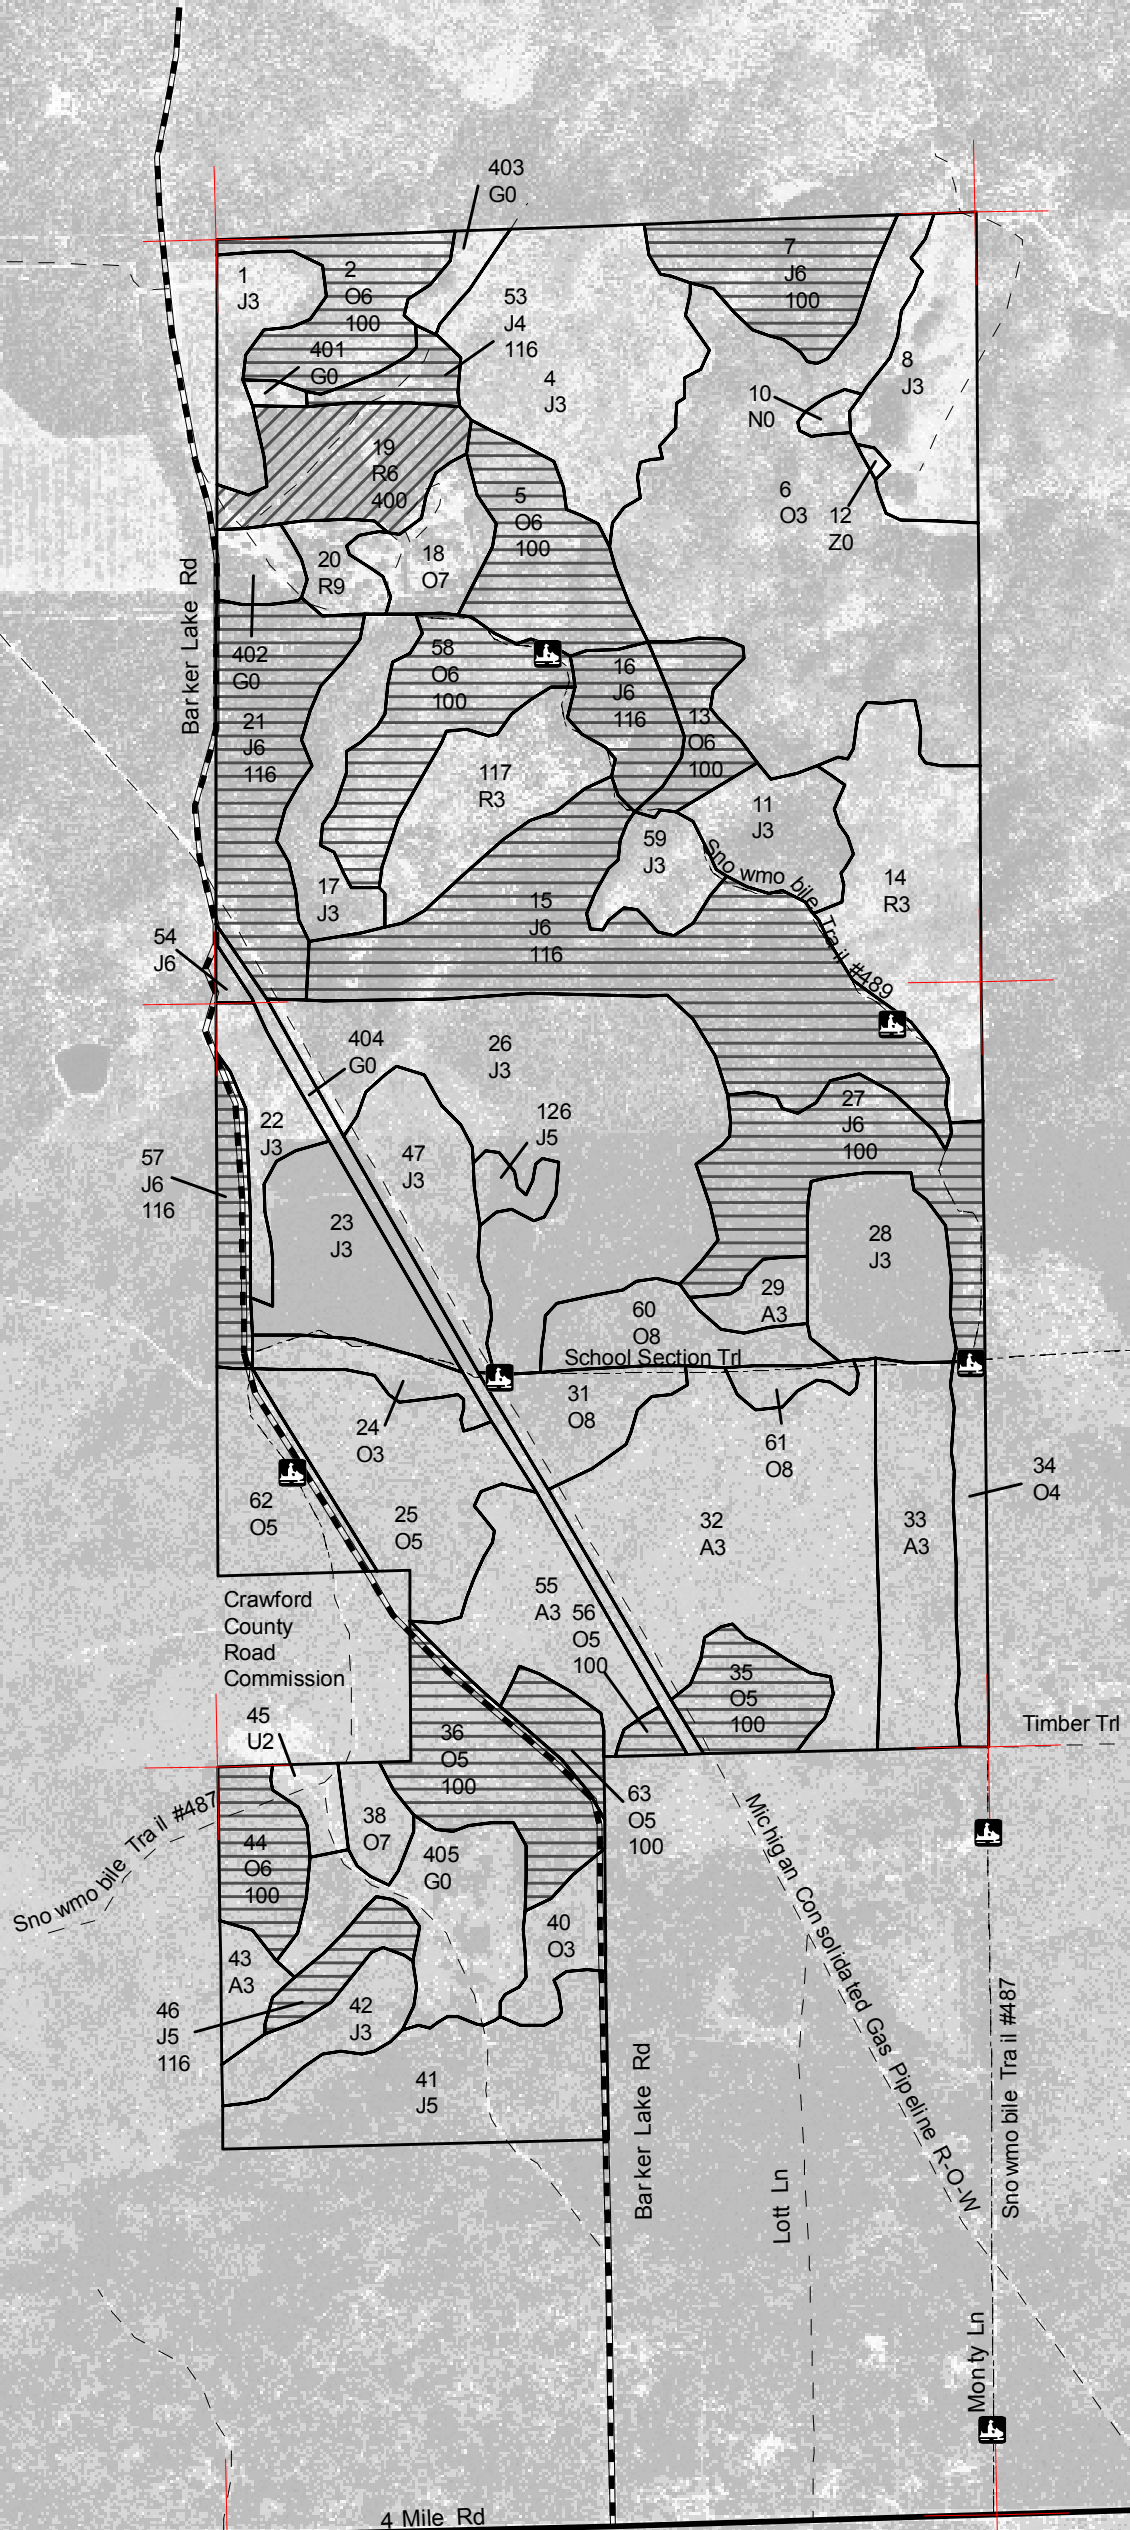 403
G0
1
J3
2
O6
100
7
J6
100
53
J4
116
401
G0
4
J3
8
J3
10
N0
19
R6
400
5
O6
100
6
O3
12
Z0
20
R9
18
O7
Barker Lake Rd
402
G0
58
O6
100
16
J6
116
21
J6
116
13
O6
100
117
R3
11
J3
59
J3
Snowmobile Trail #489
17
J3
15
J6
116
14
R3
54
J6
404
G0
26
J3
22
J3
126
J5
27
J6
100
57
J6
116
47
J3
23
J3
28
J3
29
A3
60
O8
School Section Trl
31
O8
24
O3
61
O8
34
O4
62
O5
25
O5
32
A3
33
A3
Crawford
County
Road
Commission
55
A3
56
O5
100
35
O5
100
45
U2
36
O5
100
Timber Trl
63
O5
100
Snowmobile Trail #487
38
O7
44
O6
100
405
G0
Michigan Consolidated Gas Pipeline R-O-W
40
O3
43
A3
46
J5
116
42
J3
41
J5
Barker Lake Rd
Lott Ln
Snowmobile Trail #487
Monty Ln
4 Mile Rd